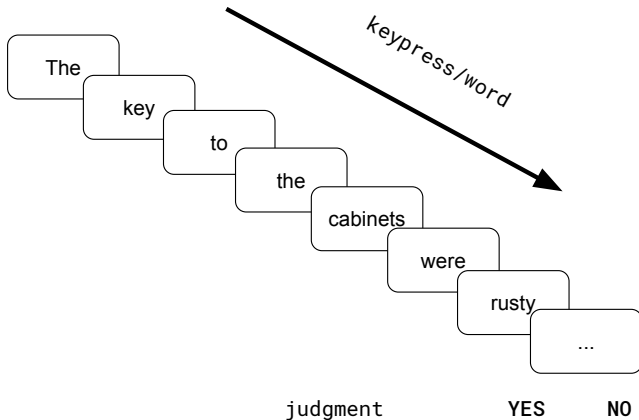 keypress/word
The
key
to
the
cabinets
were
rusty
...
judgment YES NO